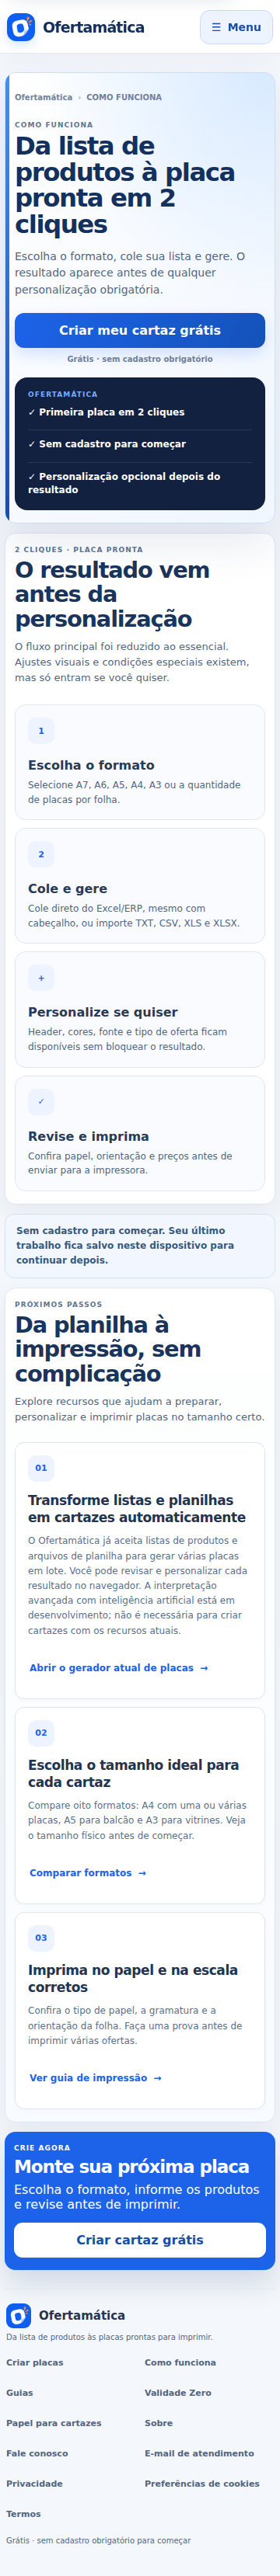 Ofertamática
☰ Menu
Ofertamática › COMO FUNCIONA
COMO FUNCIONA
Da lista de
produtos à placa
pronta em 2
cliques
Escolha o formato, cole sua lista e gere. O
resultado aparece antes de qualquer
personalização obrigatória.
Criar meu cartaz grátis
Grátis · sem cadastro obrigatório
OFERTAMÁTICA
✓ Primeira placa em 2 cliques
✓ Sem cadastro para começar
✓ Personalização opcional depois do
resultado
2 CLIQUES · PLACA PRONTA
O resultado vem
antes da
personalização
O fluxo principal foi reduzido ao essencial.
Ajustes visuais e condições especiais existem,
mas só entram se você quiser.
1
Escolha o formato
Selecione A7, A6, A5, A4, A3 ou a quantidade
de placas por folha.
2
Cole e gere
Cole direto do Excel/ERP, mesmo com
cabeçalho, ou importe TXT, CSV, XLS e XLSX.
+
Personalize se quiser
Header, cores, fonte e tipo de oferta ficam
disponíveis sem bloquear o resultado.
✓
Revise e imprima
Confira papel, orientação e preços antes de
enviar para a impressora.
Sem cadastro para começar. Seu último
trabalho fica salvo neste dispositivo para
continuar depois.
PRÓXIMOS PASSOS
Da planilha à
impressão, sem
complicação
Explore recursos que ajudam a preparar,
personalizar e imprimir placas no tamanho certo.
01
Transforme listas e planilhas
em cartazes automaticamente
O Ofertamática já aceita listas de produtos e
arquivos de planilha para gerar várias placas
em lote. Você pode revisar e personalizar cada
resultado no navegador. A interpretação
avançada com inteligência artificial está em
desenvolvimento; não é necessária para criar
cartazes com os recursos atuais.
Abrir o gerador atual de placas →
02
Escolha o tamanho ideal para
cada cartaz
Compare oito formatos: A4 com uma ou várias
placas, A5 para balcão e A3 para vitrines. Veja
o tamanho físico antes de começar.
Comparar formatos →
03
Imprima no papel e na escala
corretos
Confira o tipo de papel, a gramatura e a
orientação da folha. Faça uma prova antes de
imprimir várias ofertas.
Ver guia de impressão →
CRIE AGORA
Monte sua próxima placa
Escolha o formato, informe os produtos
e revise antes de imprimir.
Criar cartaz grátis
Ofertamática
Da lista de produtos às placas prontas para imprimir.
Criar placas
Como funciona
Guias
Validade Zero
Papel para cartazes
Sobre
Fale conosco
E-mail de atendimento
Privacidade
Preferências de cookies
Termos
Grátis · sem cadastro obrigatório para começar